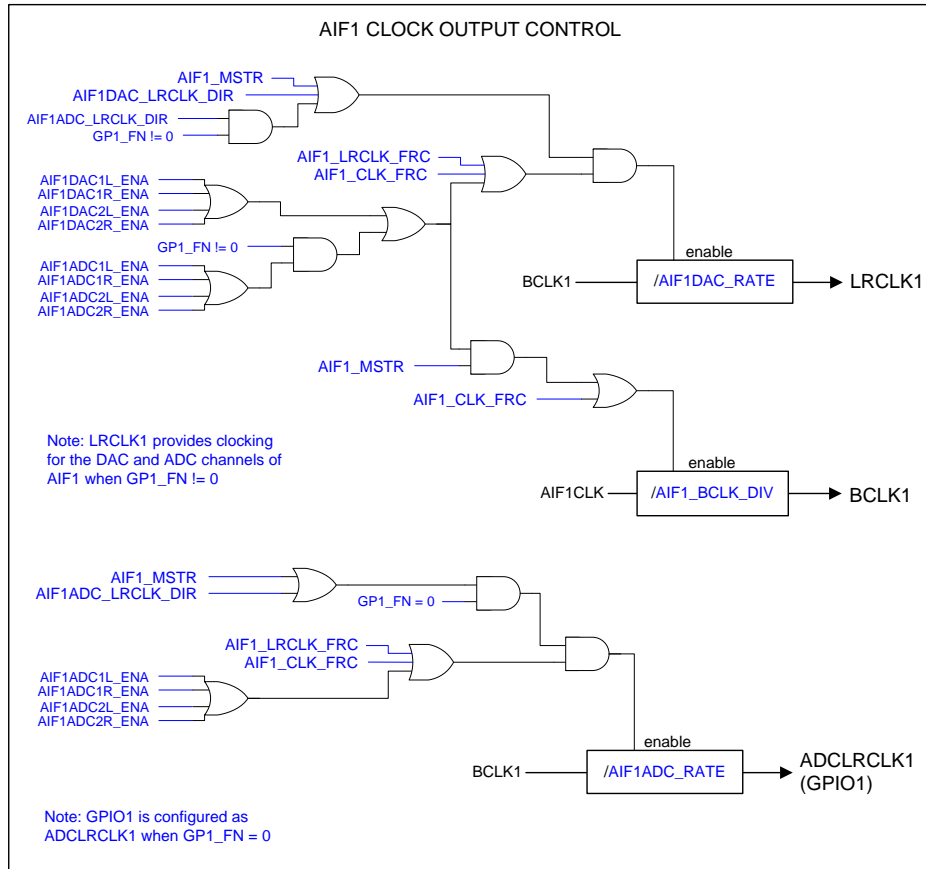 AIF1 CLOCK OUTPUT CONTROL
AIF1_MSTR
AIF1DAC_LRCLK_DIR
AIF1ADC_LRCLK_DIR
GP1_FN != 0
AIF1_LRCLK_FRC
AIF1_CLK_FRC
AIF1DAC1L_ENA
AIF1DAC1R_ENA
AIF1DAC2L_ENA
AIF1DAC2R_ENA
GP1_FN != 0
AIF1ADC1L_ENA
AIF1ADC1R_ENA
AIF1ADC2L_ENA
AIF1ADC2R_ENA
enable
BCLK1
/AIF1DAC_RATE
LRCLK1
AIF1_MSTR
AIF1_CLK_FRC
Note: LRCLK1 provides clocking
for the DAC and ADC channels of
AIF1 when GP1_FN != 0
enable
AIF1CLK
/AIF1_BCLK_DIV
BCLK1
AIF1_MSTR
AIF1ADC_LRCLK_DIR
GP1_FN = 0
AIF1_LRCLK_FRC
AIF1_CLK_FRC
AIF1ADC1L_ENA
AIF1ADC1R_ENA
AIF1ADC2L_ENA
AIF1ADC2R_ENA
enable
BCLK1
/AIF1ADC_RATE
ADCLRCLK1
(GPIO1)
Note: GPIO1 is configured as
ADCLRCLK1 when GP1_FN = 0